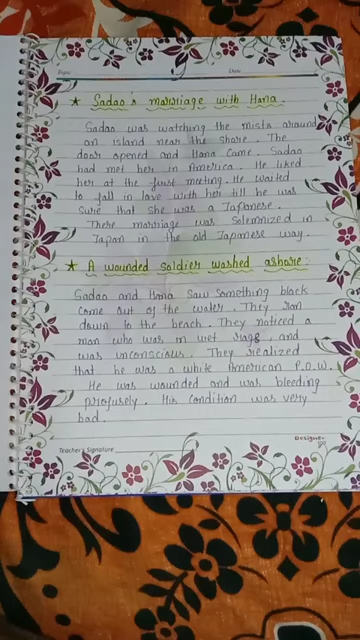 Topic Date
★ Sadao's marriage with Hana.
Sadao was watching the mists around
an island near the shore. The
door opened and Hana came. Sadao
had met her in America. He liked
her at the first meeting. He waited
to fall in love with her till he was
sure that she was a Japanese.
There marriage was Solemnized in
Japan in the old Japanese way.
★ A wounded soldier washed ashore:
Sadao and Hana saw something black
come out of the water. They ran
down to the beach. They noticed a
man who was in wet rags, and
was unconscious. They realized
that he was a white American P.O.W.
He was wounded and was bleeding
profusely. His condition was very
bad.
Designer
Teacher's Signature